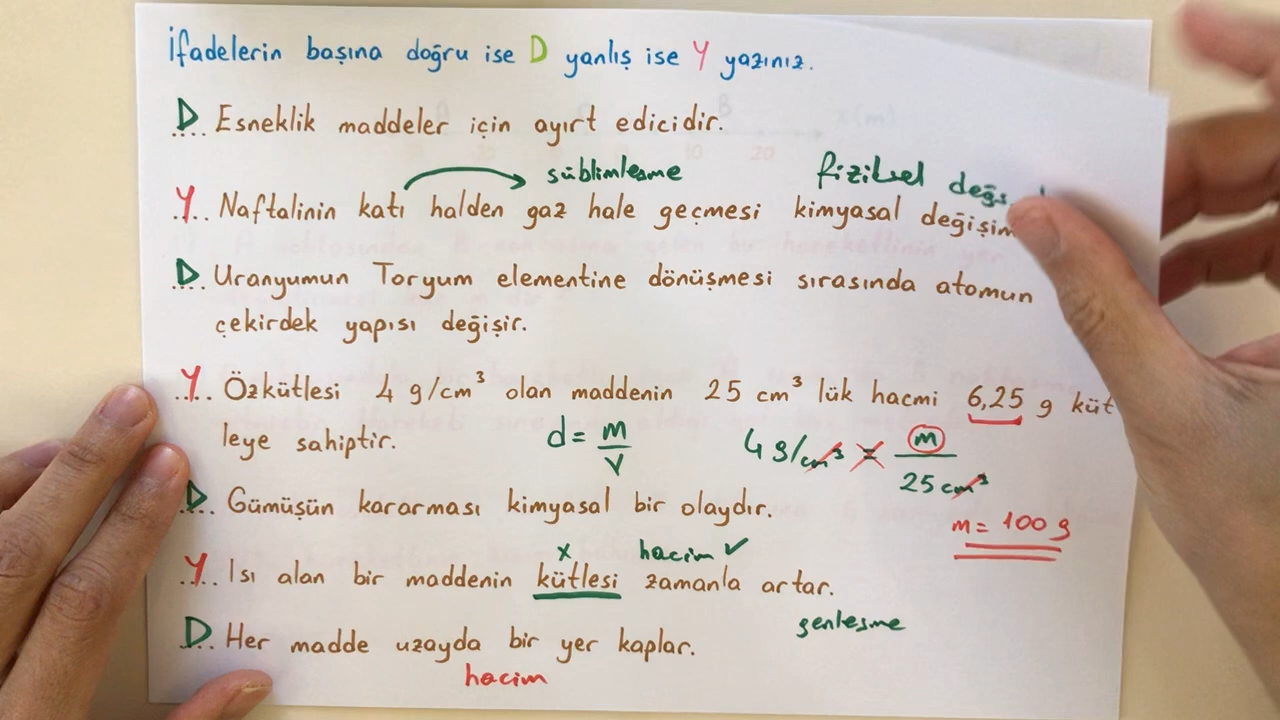 İfadelerin başına doğru ise D yanlış ise Y yazınız.
D.... Esneklik maddeler için ayırt edicidir.
süblimleşme fiziksel
Y.... Naftalinin katı halden gaz hale geçmesi kimyasal
D.... Uranyumun Toryum elementine dönüşmesi sırasında atomun
çekirdek yapısı değişir.
Y.... Özkütlesi 4 g/cm³ olan maddenin 25 cm³ lük hacmi 6,25 g küt
leye sahiptir.
d = m/V
4 g/cm³ = m/25 cm³
D.... Gümüşün kararması kimyasal bir olaydır.
m = 100 g
x hacim ✓
Y.... Isı alan bir maddenin kütlesi zamanla artar.
genleşme
D.... Her madde uzayda bir yer kaplar.
hacim